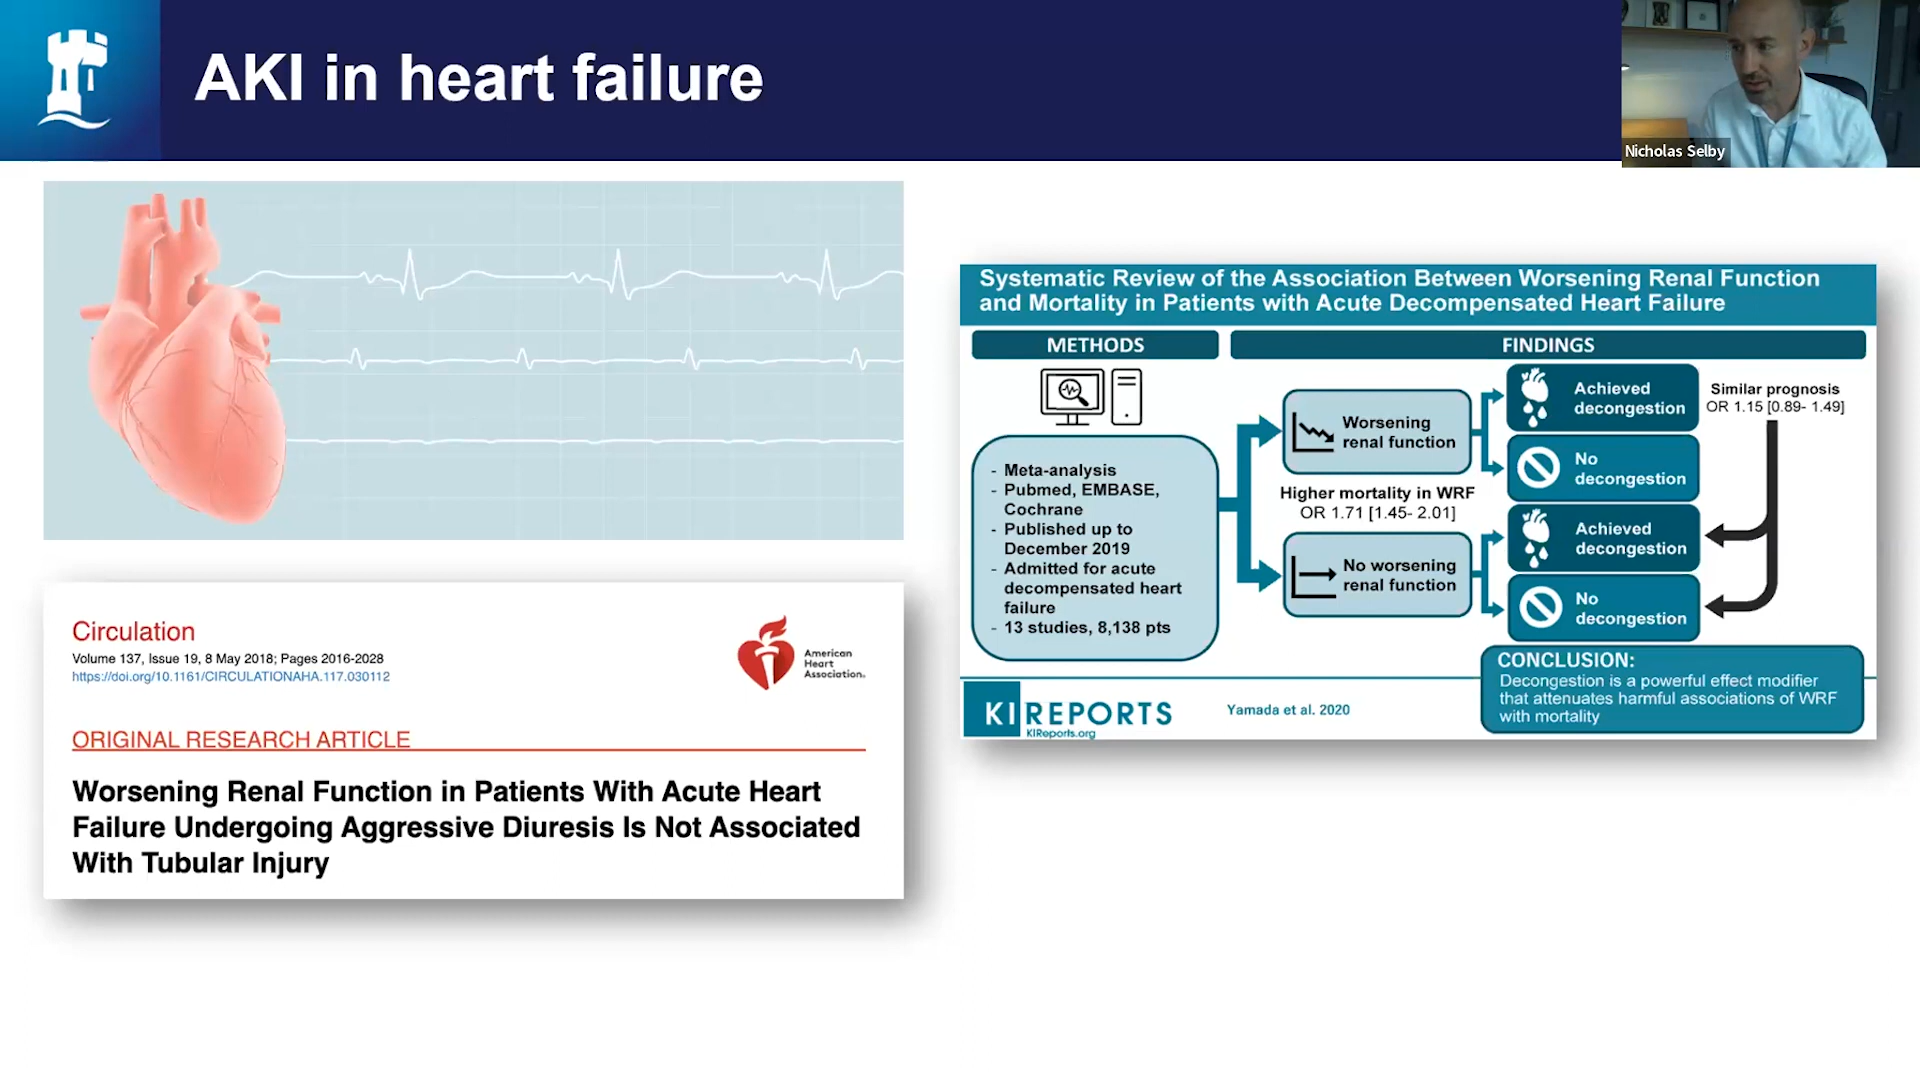 AKI in heart failure
Nicholas Selby
Circulation
Volume 137, Issue 19, 8 May 2018; Pages 2016-2028
https://doi.org/10.1161/CIRCULATIONAHA.117.030112
American
Heart
Association®
ORIGINAL RESEARCH ARTICLE
Worsening Renal Function in Patients With Acute Heart
Failure Undergoing Aggressive Diuresis Is Not Associated
With Tubular Injury
Systematic Review of the Association Between Worsening Renal Function
and Mortality in Patients with Acute Decompensated Heart Failure
METHODS
- Meta-analysis
- Pubmed, EMBASE,
Cochrane
- Published up to
December 2019
- Admitted for acute
decompensated heart
failure
- 13 studies, 8,138 pts
FINDINGS
Worsening
renal function
Higher mortality in WRF
OR 1.71 [1.45- 2.01]
No worsening
renal function
Achieved
decongestion
No
decongestion
Achieved
decongestion
No
decongestion
Similar prognosis
OR 1.15 [0.89- 1.49]
CONCLUSION:
Decongestion is a powerful effect modifier
that attenuates harmful associations of WRF
with mortality
KI REPORTS
KIReports.org
Yamada et al. 2020